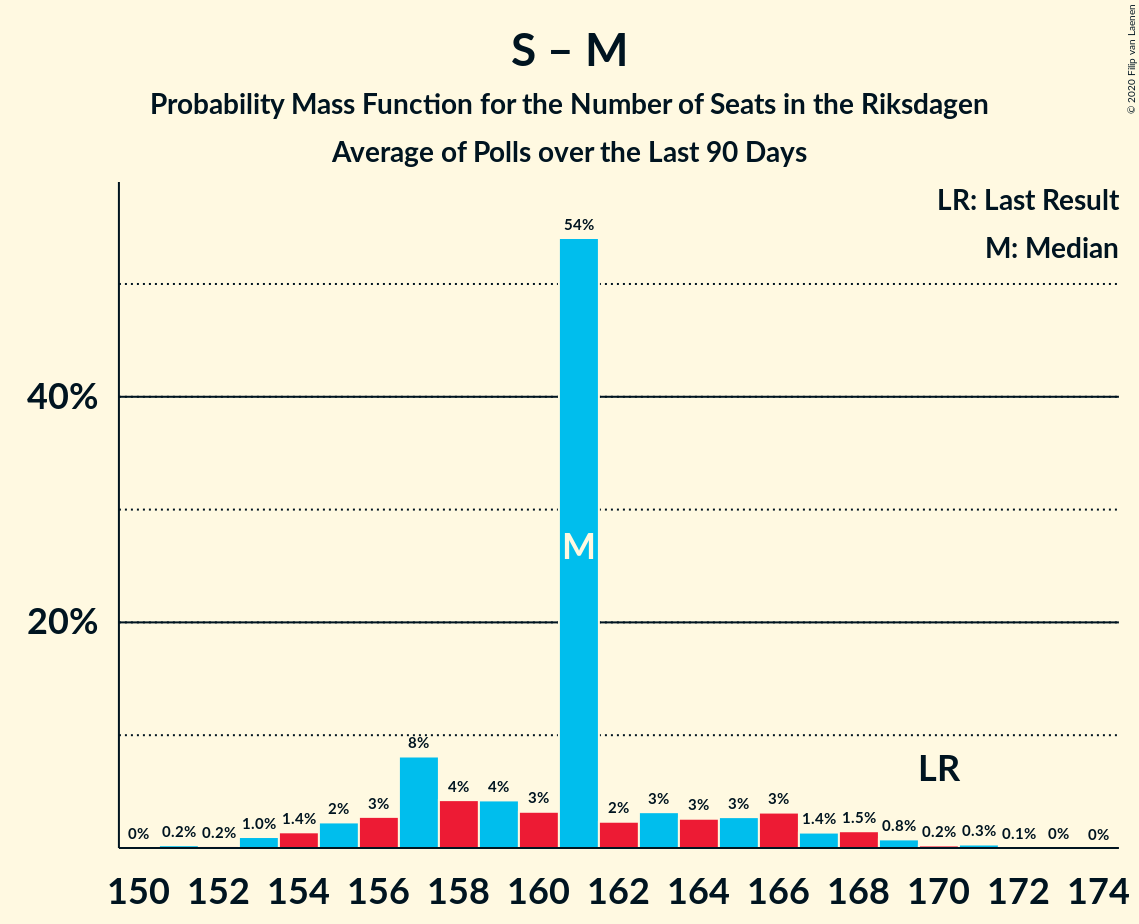 S – M
Probability Mass Function for the Number of Seats in the Riksdagen
Average of Polls over the Last 90 Days
© 2020 Filip van Laenen
LR: Last Result
M: Median
40%
20%
0% 0.2% 0.2% 1.0% 1.4% 2% 3% 8% 4% 4% 3% 54% 2% 3% 3% 3% 3% 1.4% 1.5% 0.8% 0.2% 0.3% 0.1% 0% 0%
M
LR
150 152 154 156 158 160 162 164 166 168 170 172 174